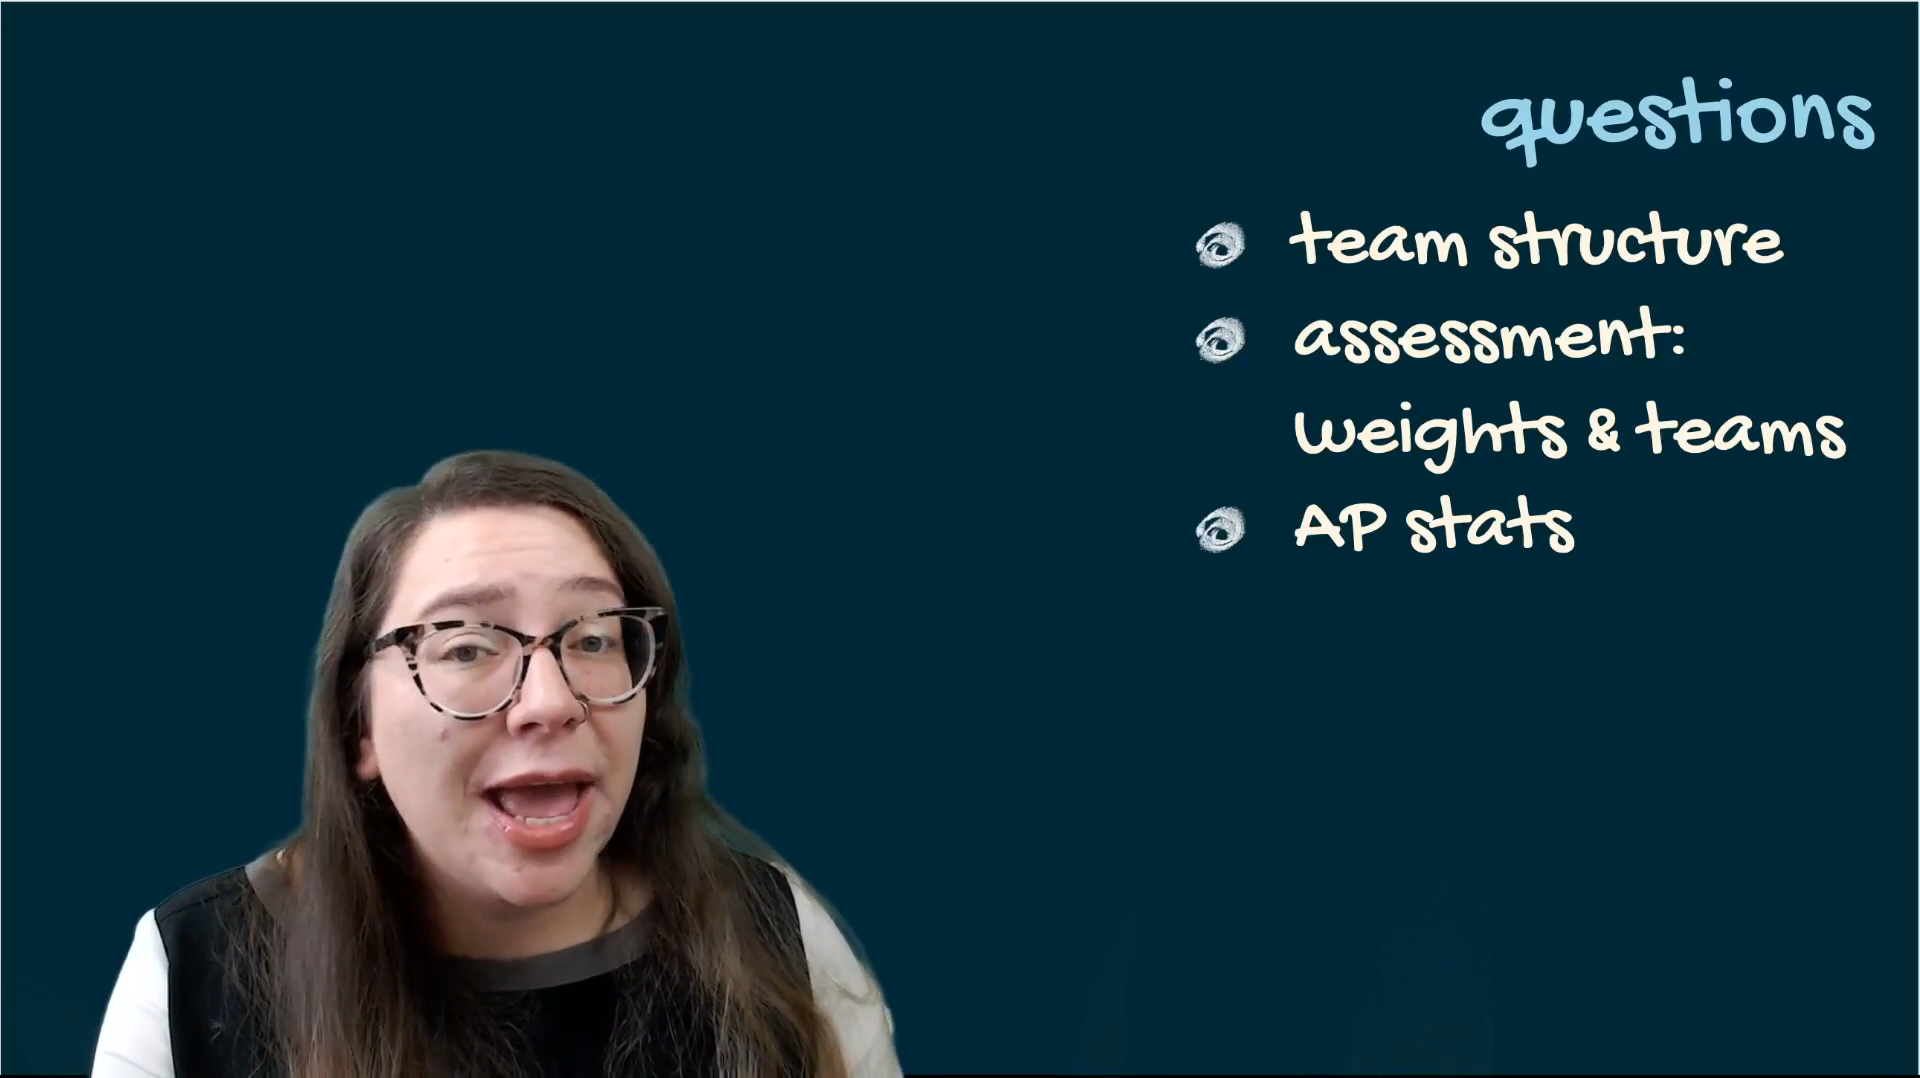 questions
team structure
assessment:
weights & teams
AP stats